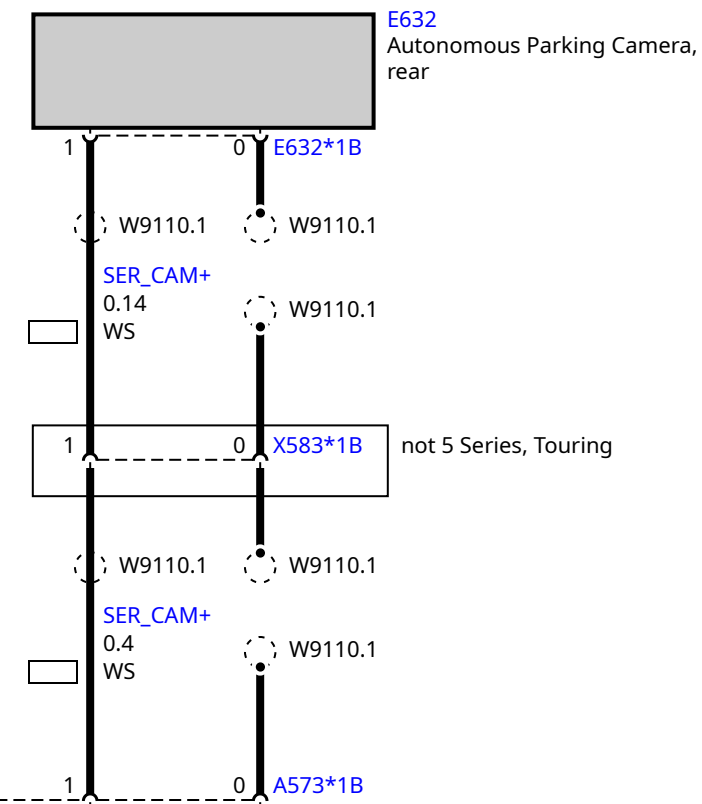 E632
Autonomous Parking Camera,
rear
1 0 E632*1B
W9110.1 W9110.1
SER_CAM+
0.14 W9110.1
WS
1 0 X583*1B not 5 Series, Touring
W9110.1 W9110.1
SER_CAM+
0.4 W9110.1
WS
1 0 A573*1B